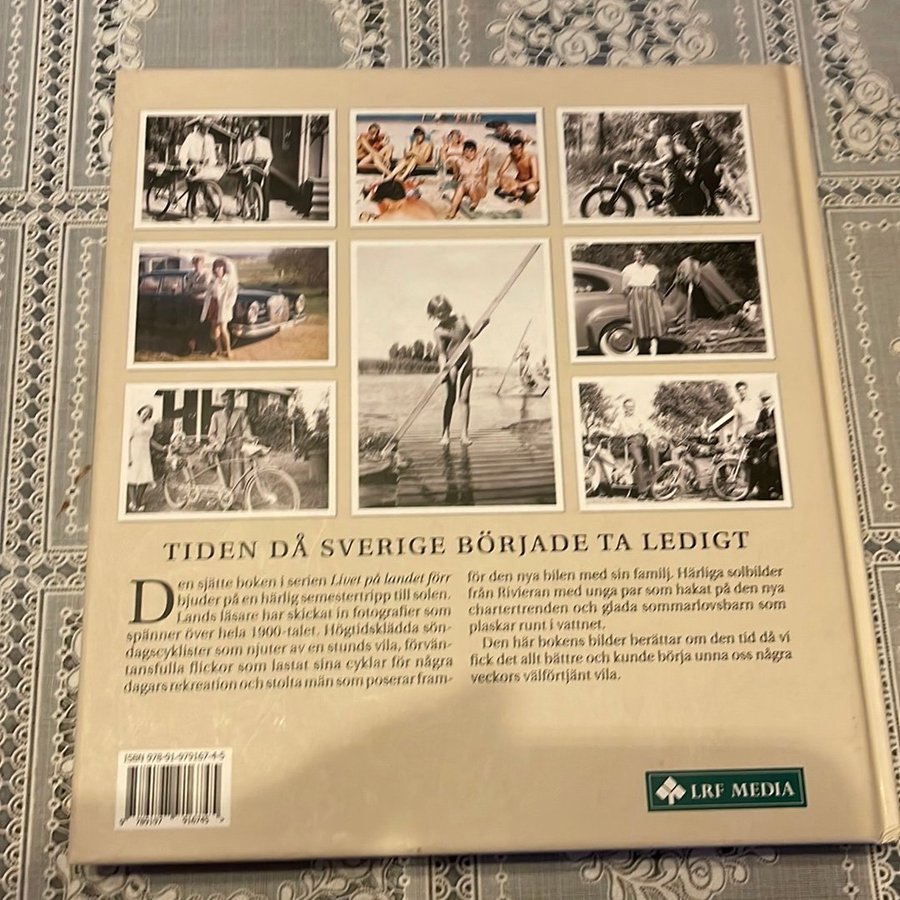 TIDEN DÅ SVERIGE BÖRJADE TA LEDIGT
Den sjätte boken i serien Livet på landet förr
bjuder på en härlig semestertripp till solen.
Lands läsare har skickat in fotografier som
spänner över hela 1900-talet. Högtidsklädda sön-
dagscyklister som njuter av en stunds vila, förvän-
tansfulla flickor som lastat sina cyklar för några
dagars rekreation och stolta män som poserar fram-
för den nya bilen med sin familj. Härliga solbilder
från Rivieran med unga par som hakat på den nya
chartertrenden och glada sommarlovsbarn som
plaskar runt i vattnet.
Den här bokens bilder berättar om den tid då vi
fick det allt bättre och kunde börja unna oss några
veckors välförtjänt vila.
ISBN 978-91-979167-4-5
9 789197 916745 >
LRF MEDIA